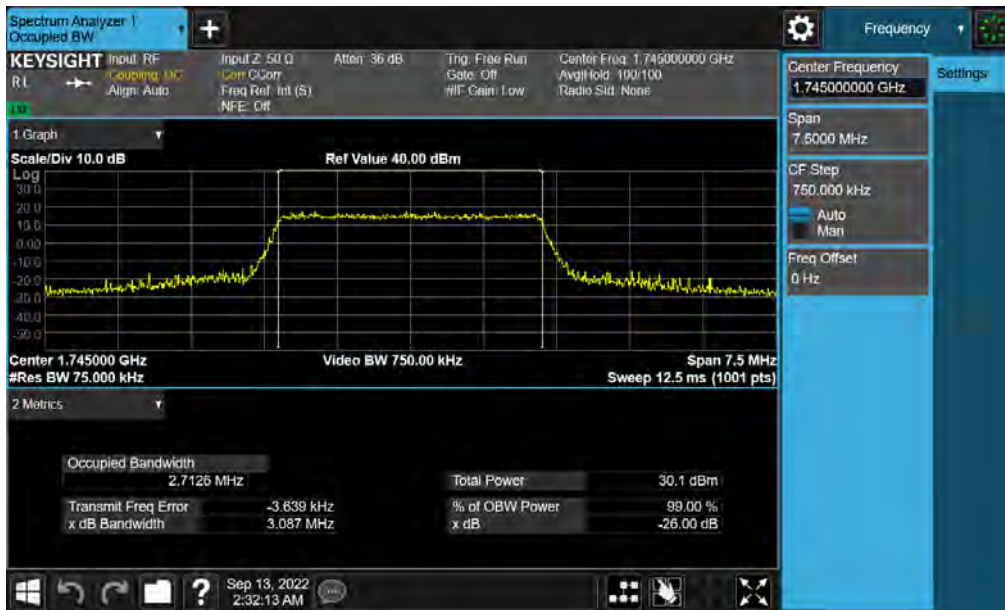 Spectrum Analyzer 1
Occupied BW
+
Frequency
KEYSIGHT
Input: RF
Input Z: 50 Ω
Atten: 36 dB
Trig: Free Run
Center Freq: 1.745000000 GHz
RL
Coupling: DC
Corr CCorr
Gate: Off
Avg|Hold: 100/100
Align: Auto
Freq Ref: Int (S)
#IF Gain: Low
Radio Std: None
NFE: Off
Center Frequency
1.745000000 GHz
Settings
Span
7.5000 MHz
CF Step
750.000 kHz
Auto
Man
Freq Offset
0 Hz
1 Graph
Scale/Div 10.0 dB
Ref Value 40.00 dBm
Log
30.0
20.0
10.0
0.00
-10.0
-20.0
-30.0
-40.0
-50.0
Center 1.745000 GHz
Video BW 750.00 kHz
Span 7.5 MHz
#Res BW 75.000 kHz
Sweep 12.5 ms (1001 pts)
2 Metrics
Occupied Bandwidth
2.7126 MHz
Total Power
30.1 dBm
Transmit Freq Error
-3.639 kHz
% of OBW Power
99.00 %
x dB Bandwidth
3.087 MHz
x dB
-26.00 dB
?
Sep 13, 2022
2:32:13 AM